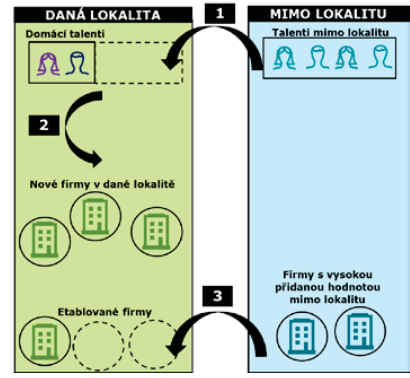 DANÁ LOKALITA
1
MIMO LOKALITU
Domácí talenti
Talenti mimo lokalitu
2
Nové firmy v dané lokalitě
Firmy s vysokou
přidanou hodnotou
mimo lokalitu
3
Etablované firmy